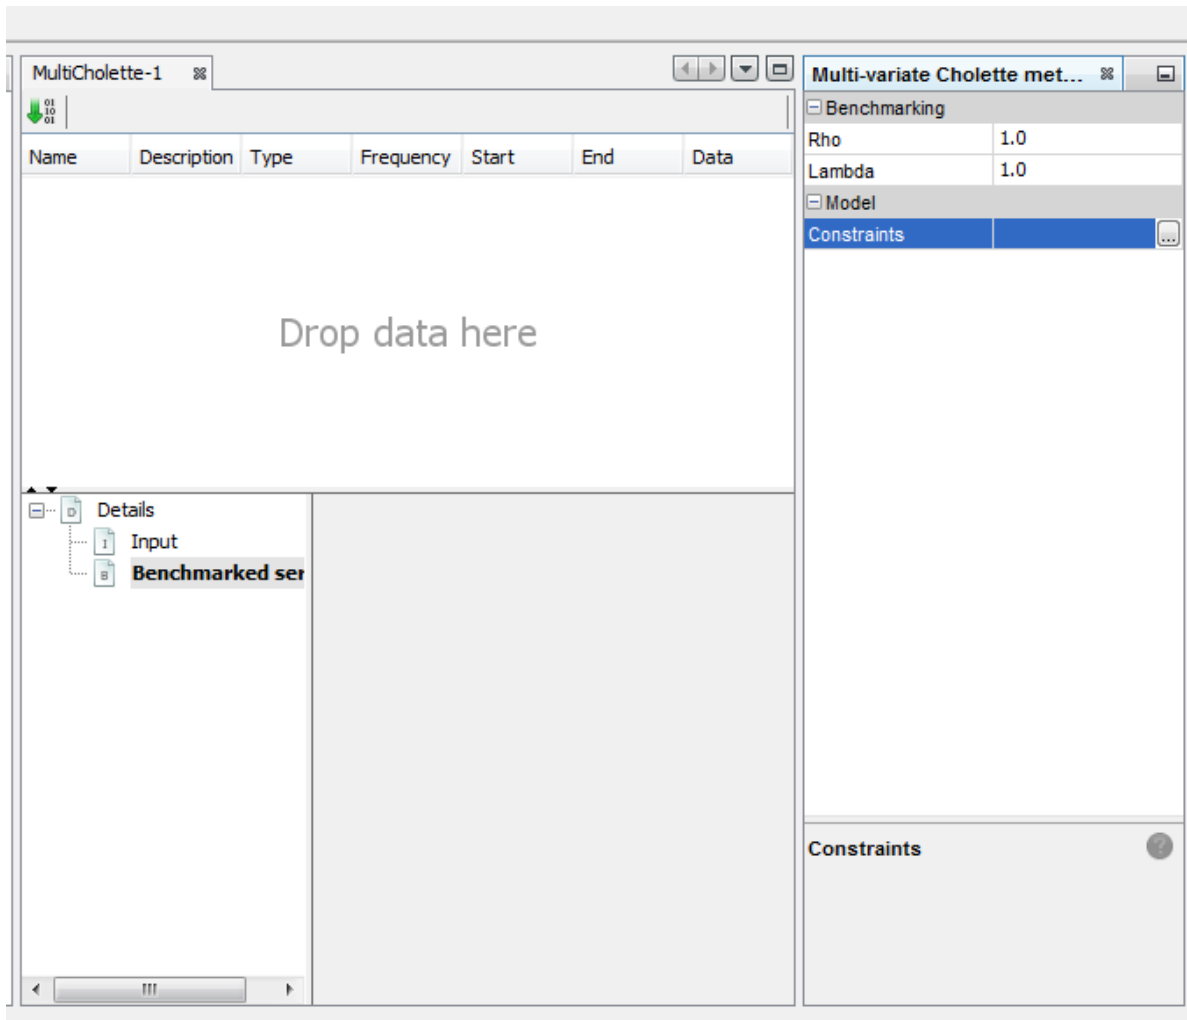 MultiCholette-1
Name Description Type Frequency Start End Data
Drop data here
Details
Input
Benchmarked ser
Multi-variate Cholette met...
Benchmarking
Rho 1.0
Lambda 1.0
Model
Constraints ...
Constraints